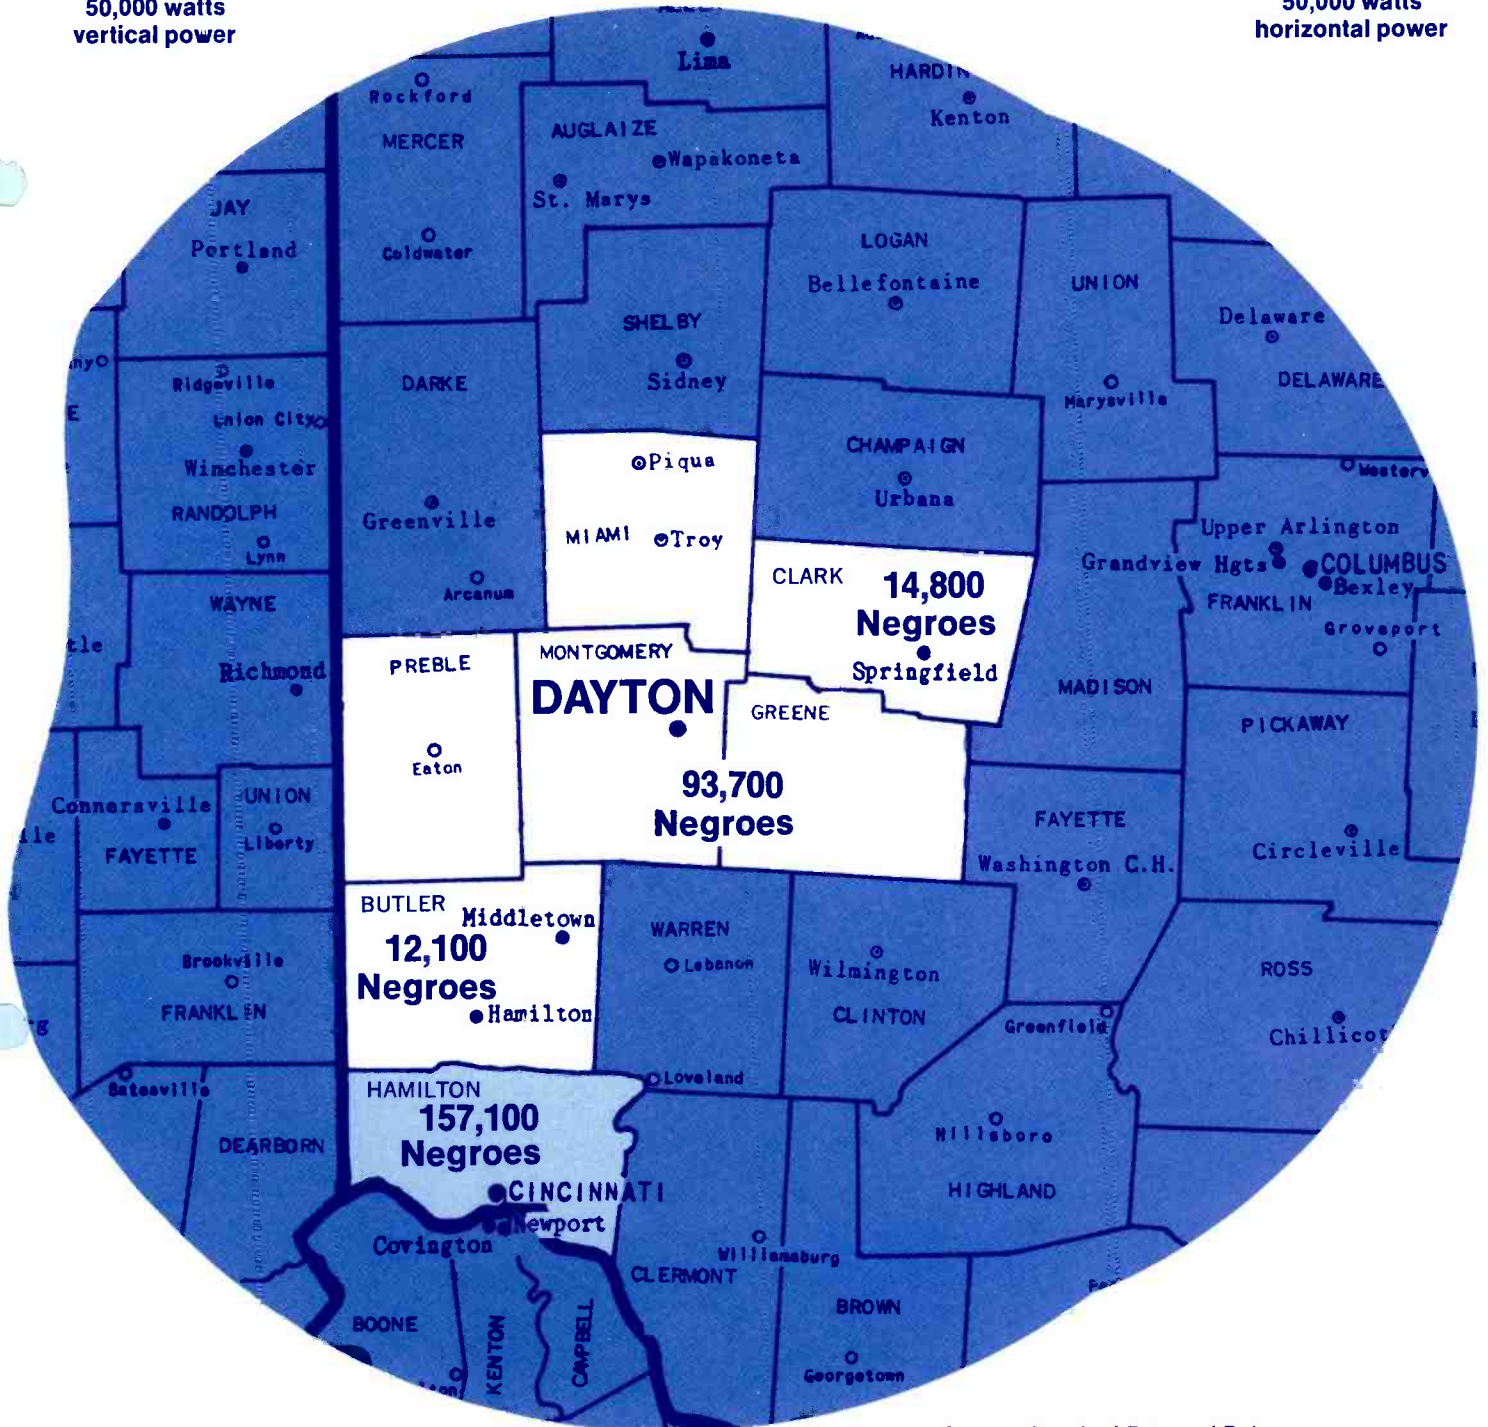 50,000 watts
vertical power
50,000 watts
horizontal power
Lima
Rockford
MERCER
AUGLAIZE
Wapakoneta
St. Marys
HARDIN
Kenton
JAY
Portland
Coldwater
LOGAN
Bellefontaine
UNION
SHELBY
Sidney
Delaware
DELAWARE
Ridgeville
Union City
Winchester
RANDOLPH
Lynn
DARKE
Greenville
Arcanum
Marysville
CHAMPAIGN
Urbana
Piqua
MIAMI
Troy
Westerv
Upper Arlington
Grandview Hgts
COLUMBUS
Bexley
FRANKLIN
Groveport
CLARK
14,800
Negroes
Springfield
WAYNE
Richmond
PREBLE
Eaton
MONTGOMERY
DAYTON
GREENE
93,700
Negroes
MADISON
PICKAWAY
Circleville
Connersville
FAYETTE
UNION
Liberty
FAYETTE
Washington C.H.
BUTLER
Middletown
12,100
Negroes
Hamilton
WARREN
Lebanon
Wilmington
CLINTON
Brookville
FRANKLIN
ROSS
Chillicot
Greenfield
Batesville
DEARBORN
HAMILTON
157,100
Negroes
CINCINNATI
Newport
Covington
Loveland
Hillsboro
HIGHLAND
Williamsburg
CLERMONT
BROWN
Georgetown
BOONE
KENTON
CAMPBELL